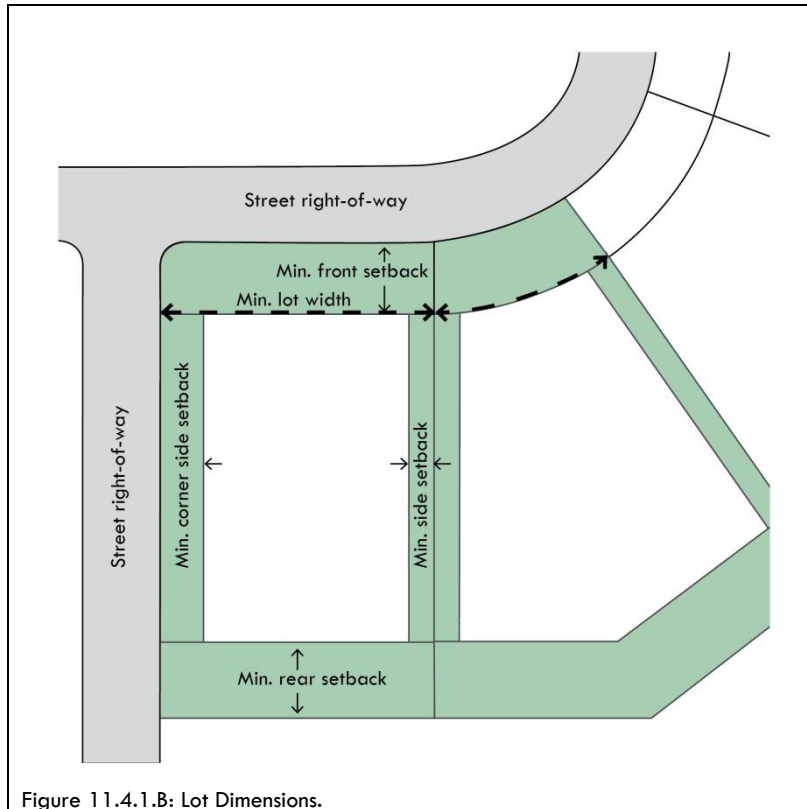 Street right-of-way
Min. front setback
Min. lot width
Street right-of-way
Min. corner side setback
Min. side setback
Min. rear setback
Figure 11.4.1.B: Lot Dimensions.